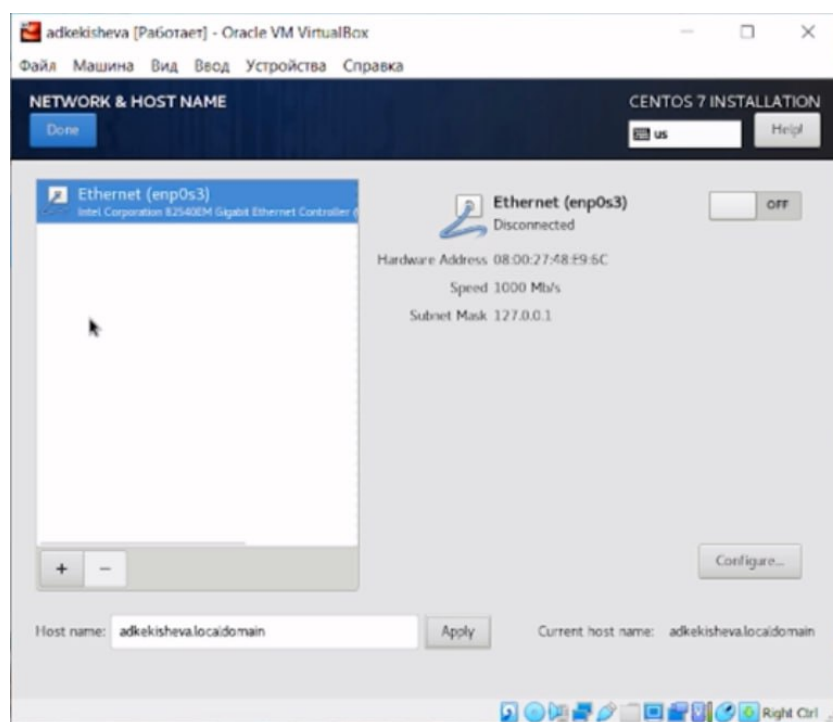 adkekisheva [Работает] - Oracle VM VirtualBox
Файл Машина Вид Ввод Устройства Справка
NETWORK & HOST NAME
CENTOS 7 INSTALLATION
Done
us
Help!
Ethernet (enp0s3)
Intel Corporation 82540EM Gigabit Ethernet Controller (
Ethernet (enp0s3)
Disconnected
OFF
Hardware Address 08:00:27:48:E9:6C
Speed 1000 Mb/s
Subnet Mask 127.0.0.1
+ −
Configure...
Host name: adkekisheva.localdomain Apply Current host name: adkekisheva.localdomain
Right Ctrl